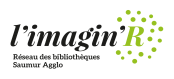 l'imagin'R
Réseau des bibliothèques
Saumur Agglo